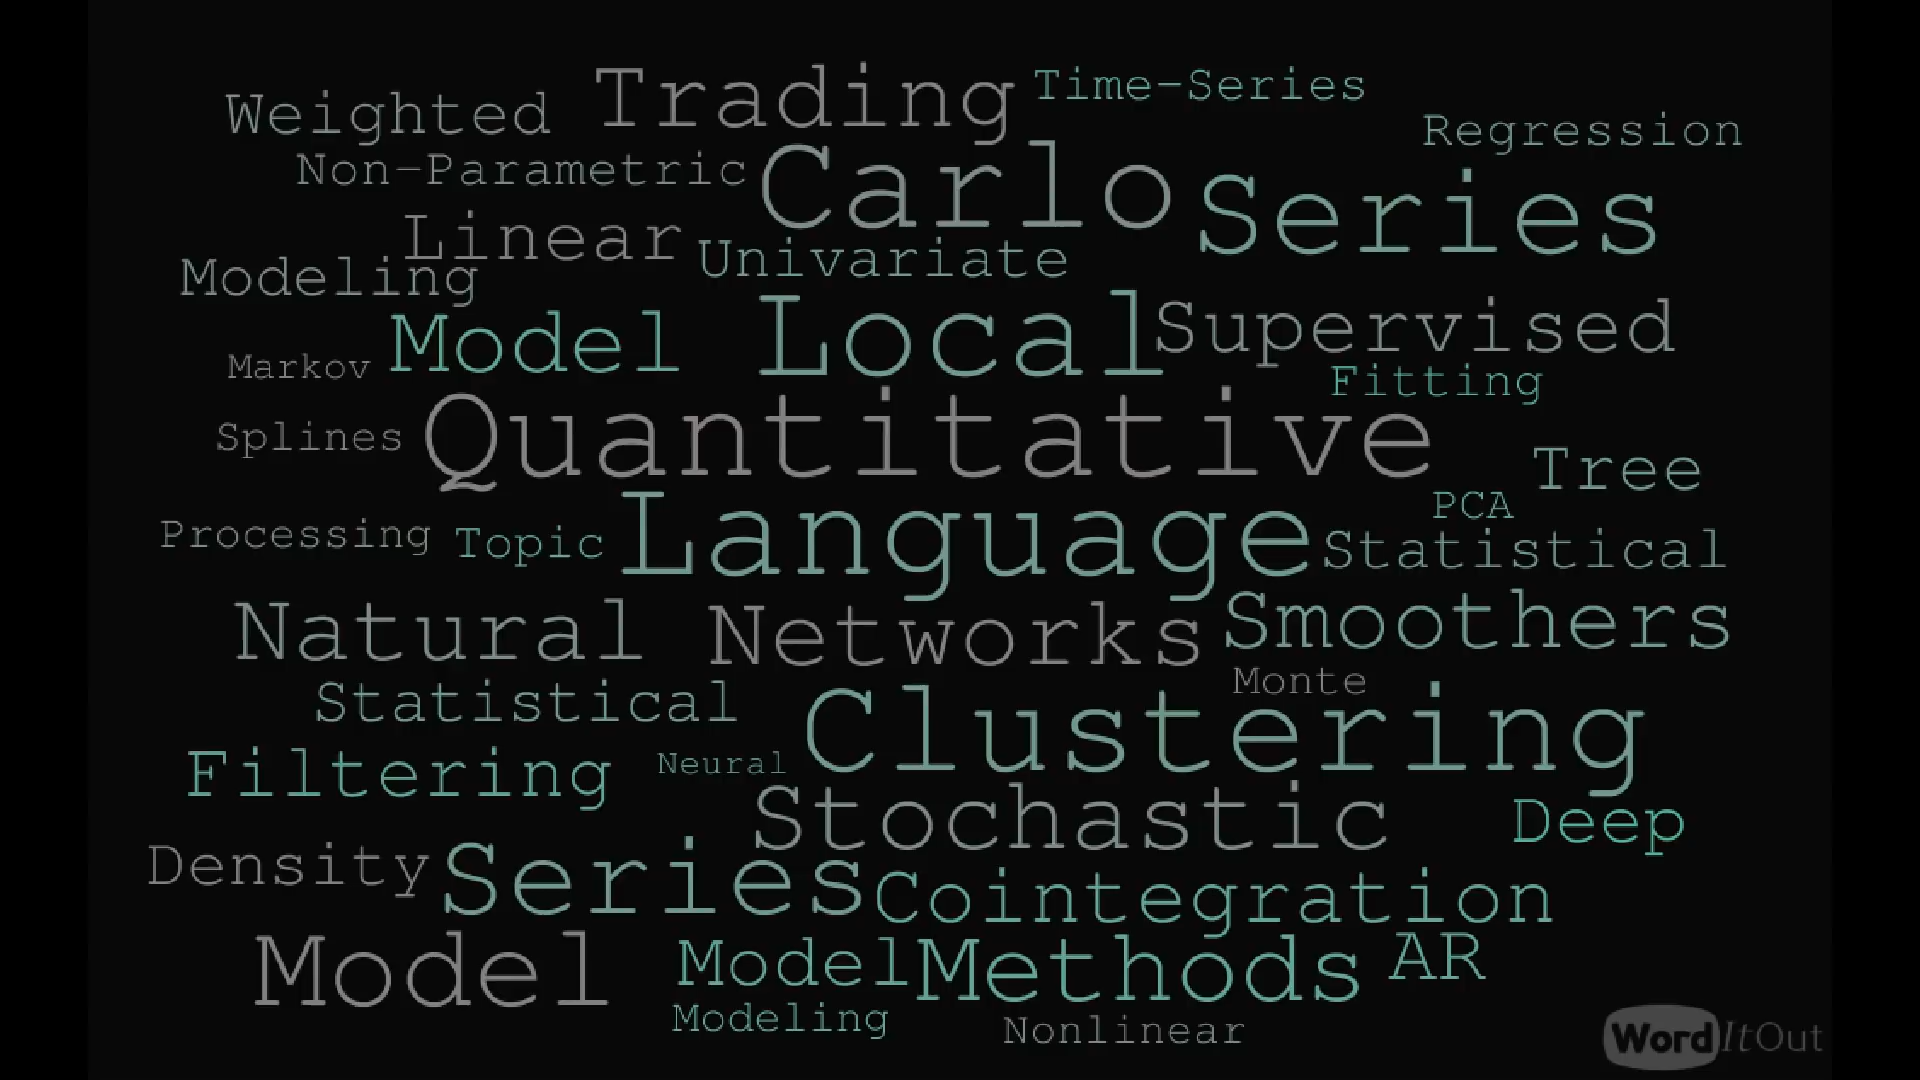 Weighted Trading Time-Series
Regression
Non-Parametric Carlo Series
Linear Univariate
Modeling
Model Local Supervised
Markov Fitting
Splines Quantitative Tree
PCA
Processing Topic Language Statistical
Natural Networks Smoothers
Monte
Statistical Clustering
Filtering Neural
Stochastic Deep
Density Series Cointegration
Model Model Methods AR
Modeling Nonlinear
WordItOut